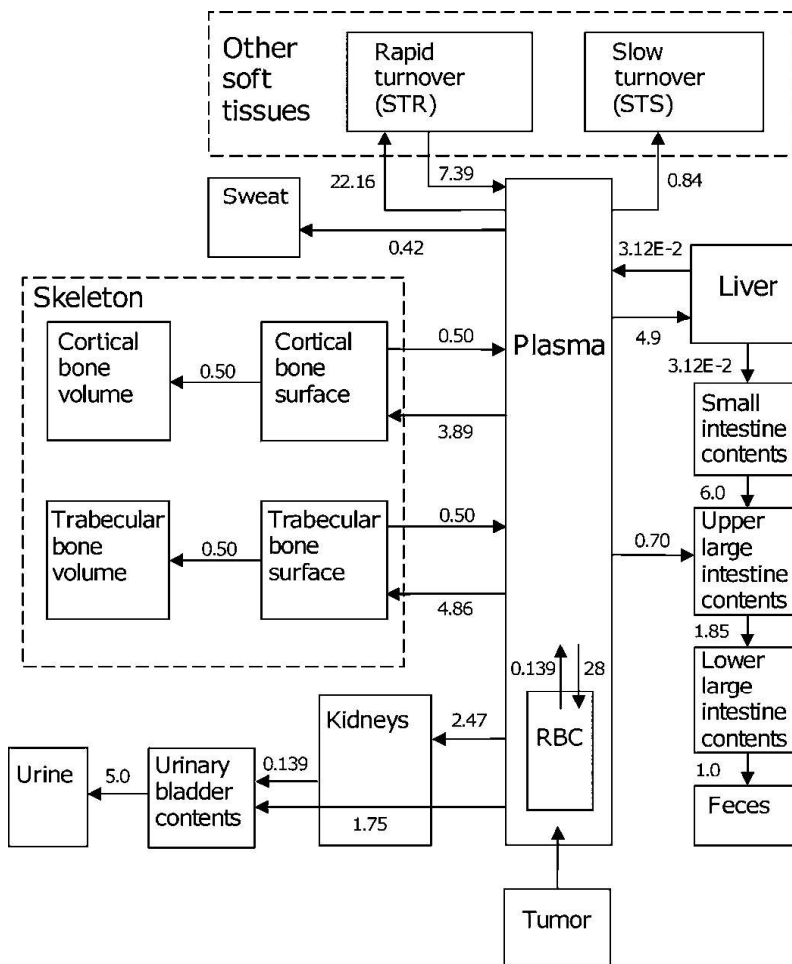 Other
soft
tissues
Rapid
turnover
(STR)
Slow
turnover
(STS)
22.16
7.39
0.84
Sweat
0.42
3.12E-2
Liver
4.9
3.12E-2
Plasma
Skeleton
Cortical
bone
volume
0.50
Cortical
bone
surface
0.50
3.89
Trabecular
bone
volume
0.50
Trabecular
bone
surface
0.50
4.86
Small
intestine
contents
6.0
0.70
Upper
large
intestine
contents
1.85
Lower
large
intestine
contents
1.0
Feces
0.139
28
RBC
Kidneys
2.47
0.139
1.75
Urinary
bladder
contents
5.0
Urine
Tumor